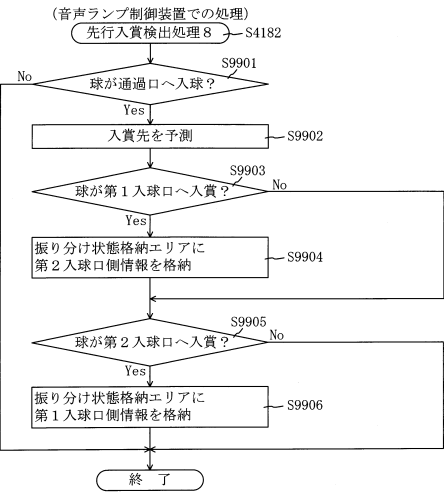 (音声ランプ制御装置での処理)
先行入賞検出処理8
S4182
S9901
No
球が通過口へ入球?
Yes
入賞先を予測
S9902
S9903
No
球が第1入球口へ入賞?
Yes
振り分け状態格納エリアに
第2入球口側情報を格納
S9904
S9905
No
球が第2入球口へ入賞?
Yes
振り分け状態格納エリアに
第1入球口側情報を格納
S9906
終 了